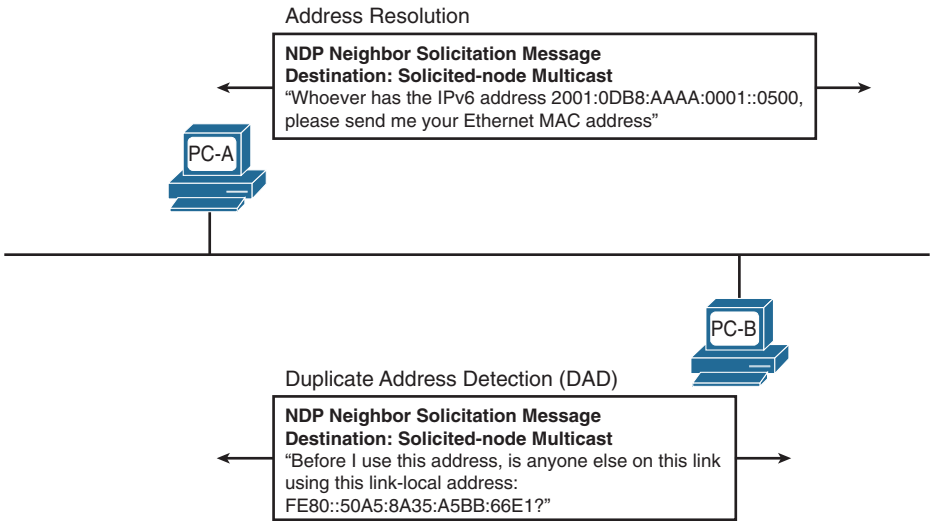 Address Resolution
NDP Neighbor Solicitation Message
Destination: Solicited-node Multicast
“Whoever has the IPv6 address 2001:0DB8:AAAA:0001::0500,
please send me your Ethernet MAC address”
PC-A
PC-B
Duplicate Address Detection (DAD)
NDP Neighbor Solicitation Message
Destination: Solicited-node Multicast
“Before I use this address, is anyone else on this link
using this link-local address:
FE80::50A5:8A35:A5BB:66E1?”